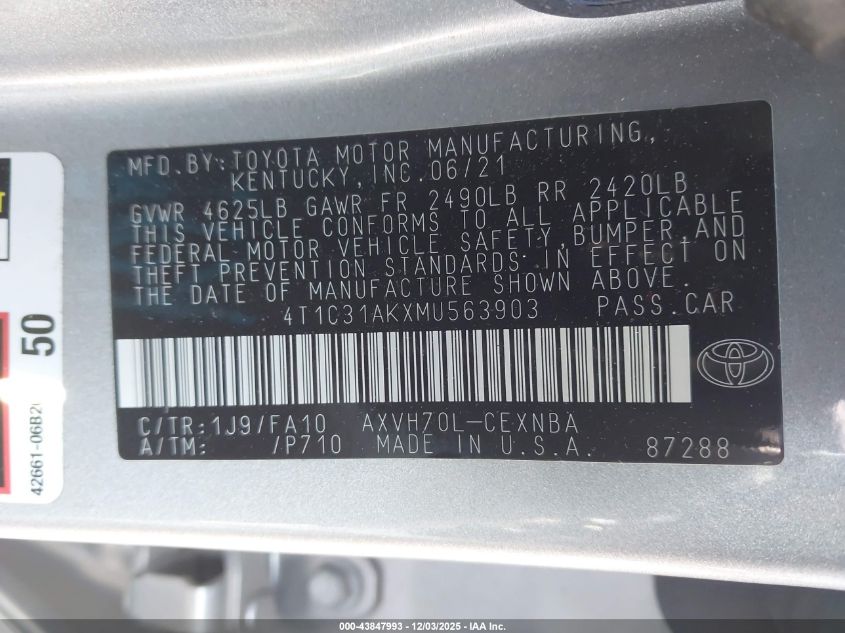 MFD. BY: TOYOTA MOTOR MANUFACTURING,
KENTUCKY, INC. 06/21
GVWR 4625LB GAWR FR 2490LB RR 2420LB
THIS VEHICLE CONFORMS TO ALL APPLICABLE
FEDERAL MOTOR VEHICLE SAFETY, BUMPER, AND
THEFT PREVENTION STANDARDS IN EFFECT ON
THE DATE OF MANUFACTURE SHOWN ABOVE.
4T1C31AKXMU563903 PASS.CAR
C/TR: 1J9/FA10 AXVH70L-CEXNBA
A/TM: /P710 MADE IN U.S.A. 87288
50
000-43847993 - 12/03/2025 - IAA Inc.